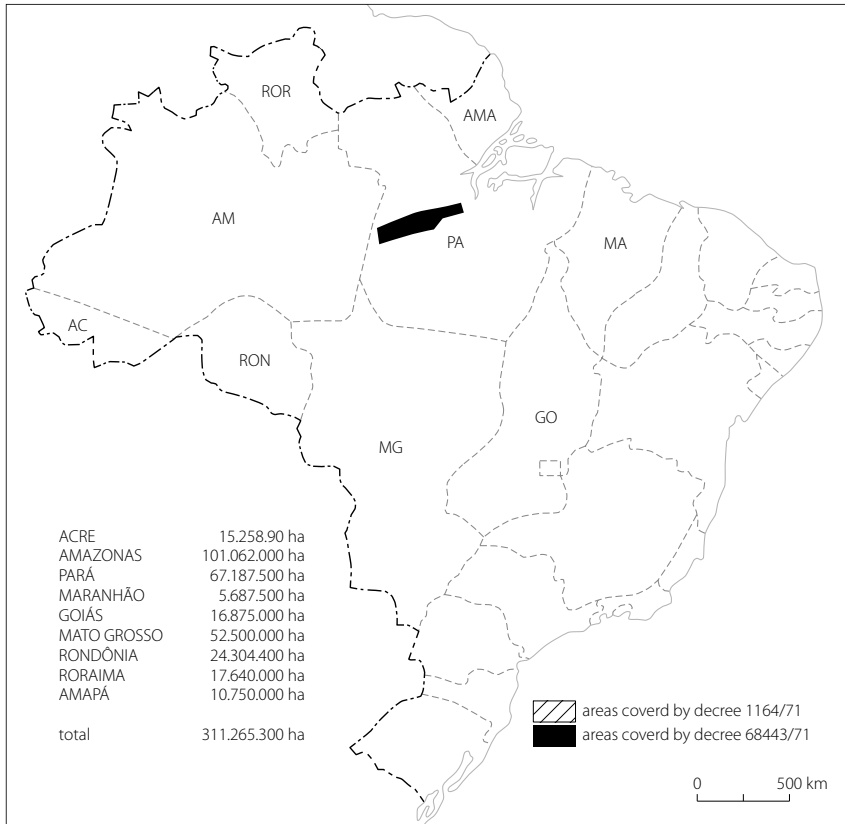 ROR
AMA
AM
PA
MA
AC
RON
GO
MG
ACRE 15.258.90 ha
AMAZONAS 101.062.000 ha
PARÁ 67.187.500 ha
MARANHÃO 5.687.500 ha
GOIÁS 16.875.000 ha
MATO GROSSO 52.500.000 ha
RONDÔNIA 24.304.400 ha
RORAIMA 17.640.000 ha
AMAPÁ 10.750.000 ha
total 311.265.300 ha
areas coverd by decree 1164/71
areas coverd by decree 68443/71
0 500 km